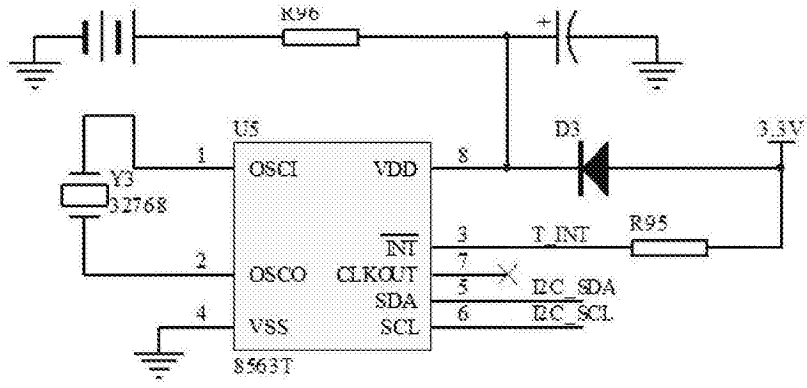 R96
U5
D3
3.3V
1
OSCI
VDD
8
Y3
32768
R95
INT
3
T_INT
2
OSCO
CLKOUT
7
SDA
5
I2C_SDA
4
VSS
SCL
6
I2C_SCL
8563T
+